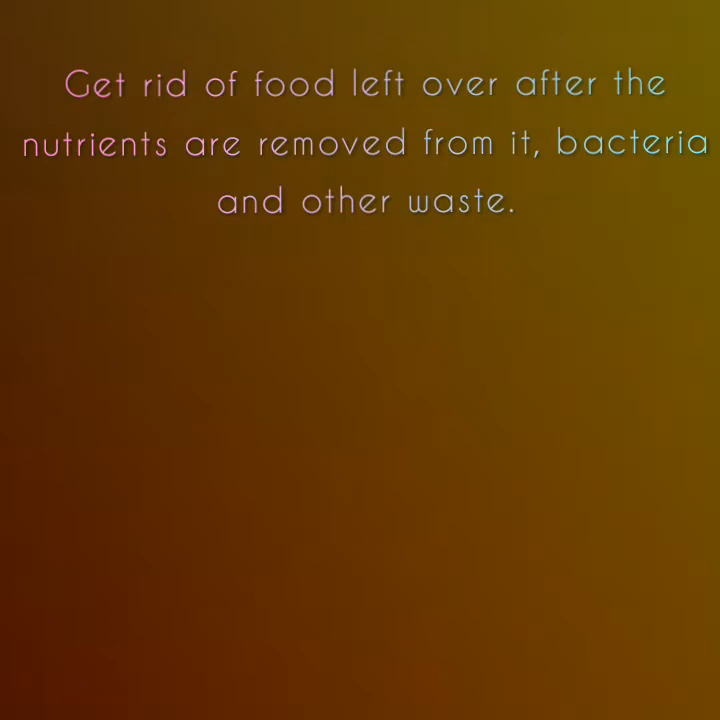 Get rid of food left over after the
nutrients are removed from it, bacteria
and other waste.